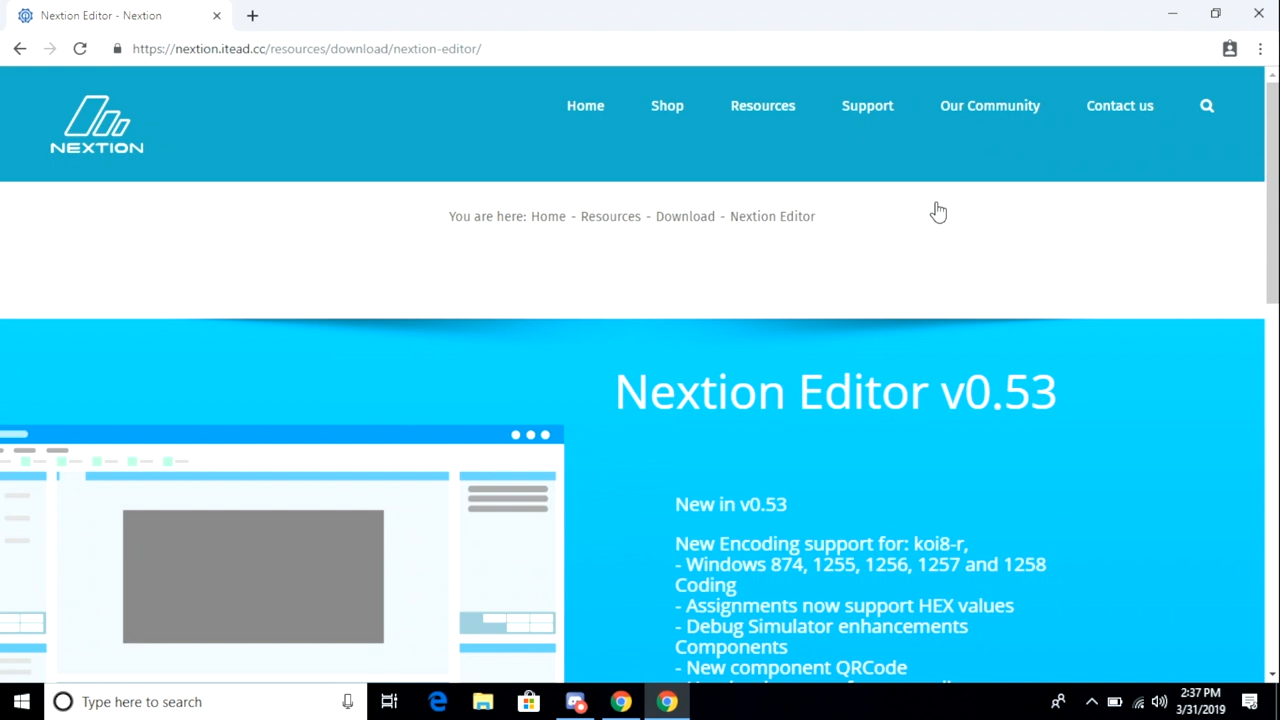 Nextion Editor - Nextion
https://nextion.itead.cc/resources/download/nextion-editor/
NEXTION
Home
Shop
Resources
Support
Our Community
Contact us
You are here: Home - Resources - Download - Nextion Editor
Nextion Editor v0.53
New in v0.53
New Encoding support for: koi8-r,
- Windows 874, 1255, 1256, 1257 and 1258
Coding
- Assignments now support HEX values
- Debug Simulator enhancements
Components
- New component QRCode
Type here to search
2:37 PM
3/31/2019